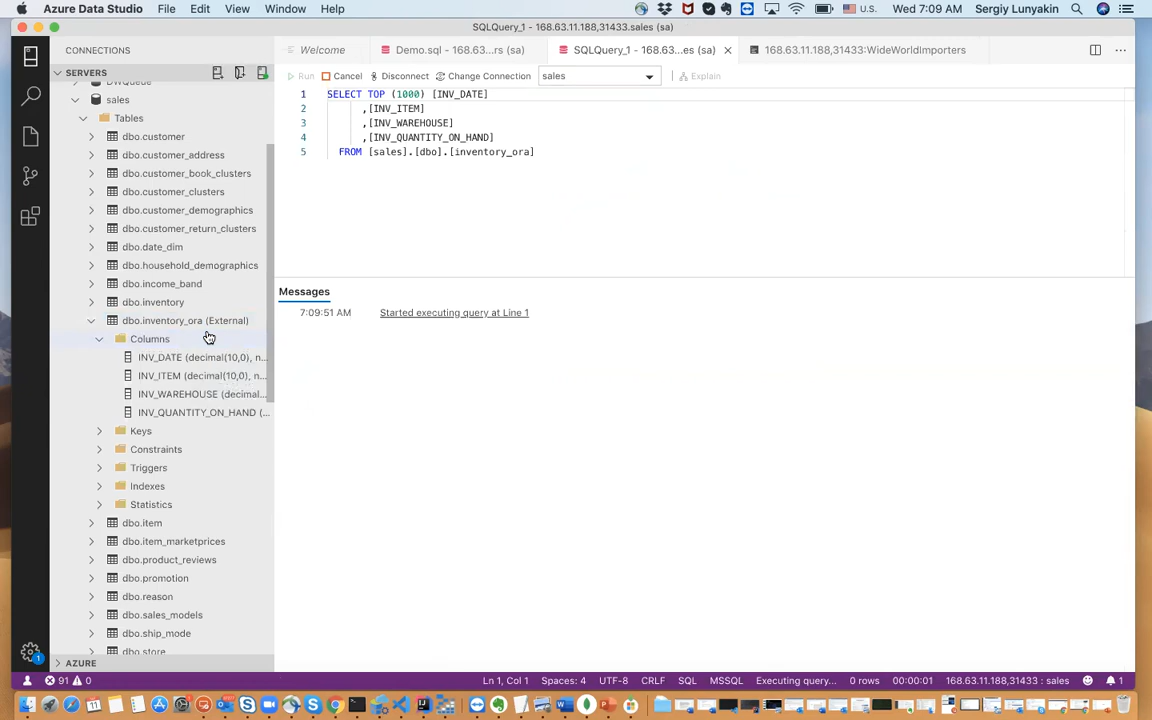 Azure Data Studio File Edit View Window Help
U.S. Wed 7:09 AM Sergiy Lunyakin
SQLQuery_1 - 168.63.11.188,31433.sales (sa)
CONNECTIONS
Welcome
Demo.sql - 168.63...rs (sa)
SQLQuery_1 - 168.63...es (sa)
168.63.11.188,31433:WideWorldImporters
SERVERS
Run Cancel Disconnect Change Connection sales Explain
DWQueue
sales
Tables
dbo.customer
dbo.customer_address
dbo.customer_book_clusters
dbo.customer_clusters
dbo.customer_demographics
dbo.customer_return_clusters
dbo.date_dim
dbo.household_demographics
dbo.income_band
dbo.inventory
dbo.inventory_ora (External)
Columns
INV_DATE (decimal(10,0), n...
INV_ITEM (decimal(10,0), n...
INV_WAREHOUSE (decimal...
INV_QUANTITY_ON_HAND (...
Keys
Constraints
Triggers
Indexes
Statistics
dbo.item
dbo.item_marketprices
dbo.product_reviews
dbo.promotion
dbo.reason
dbo.sales_models
dbo.ship_mode
dbo.store
AZURE
1 SELECT TOP (1000) [INV_DATE]
2 ,[INV_ITEM]
3 ,[INV_WAREHOUSE]
4 ,[INV_QUANTITY_ON_HAND]
5 FROM [sales].[dbo].[inventory_ora]
Messages
7:09:51 AM Started executing query at Line 1
1
91 0
Ln 1, Col 1 Spaces: 4 UTF-8 CRLF SQL MSSQL Executing query... 0 rows 00:00:01 168.63.11.188,31433 : sales 1